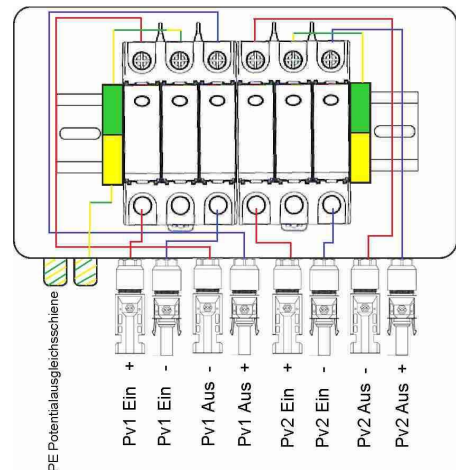 PE Potentialausgleichsschiene
Pv1 Ein +
Pv1 Ein -
Pv1 Aus -
Pv1 Aus +
Pv2 Ein +
Pv2 Ein -
Pv2 Aus -
Pv2 Aus +